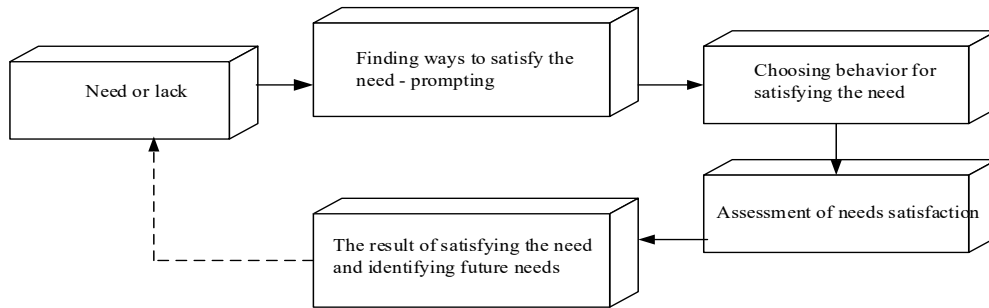 Need or lack
Finding ways to satisfy the
need - prompting
Choosing behavior for
satisfying the need
Assessment of needs satisfaction
The result of satisfying the need
and identifying future needs